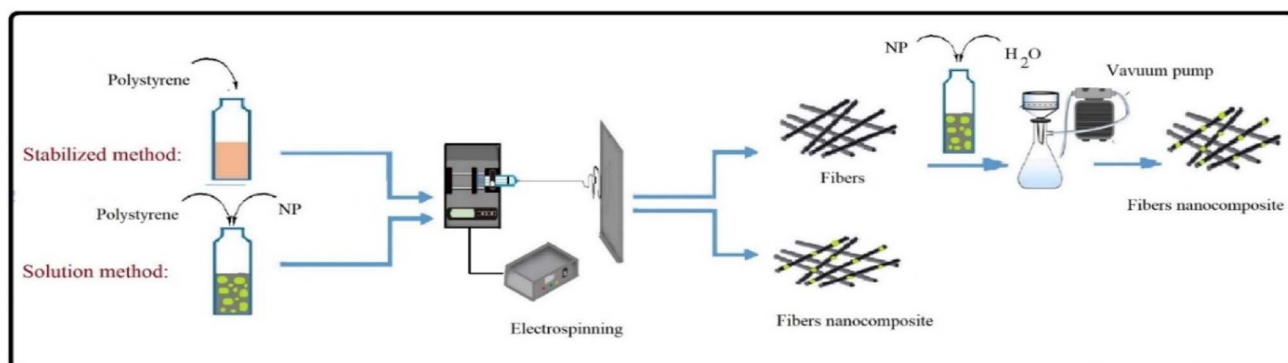 Polystyrene
Stabilized method:
Polystyrene
NP
Solution method:
Electrospinning
Fibers
Fibers nanocomposite
NP
H2O
Vavuum pump
Fibers nanocomposite